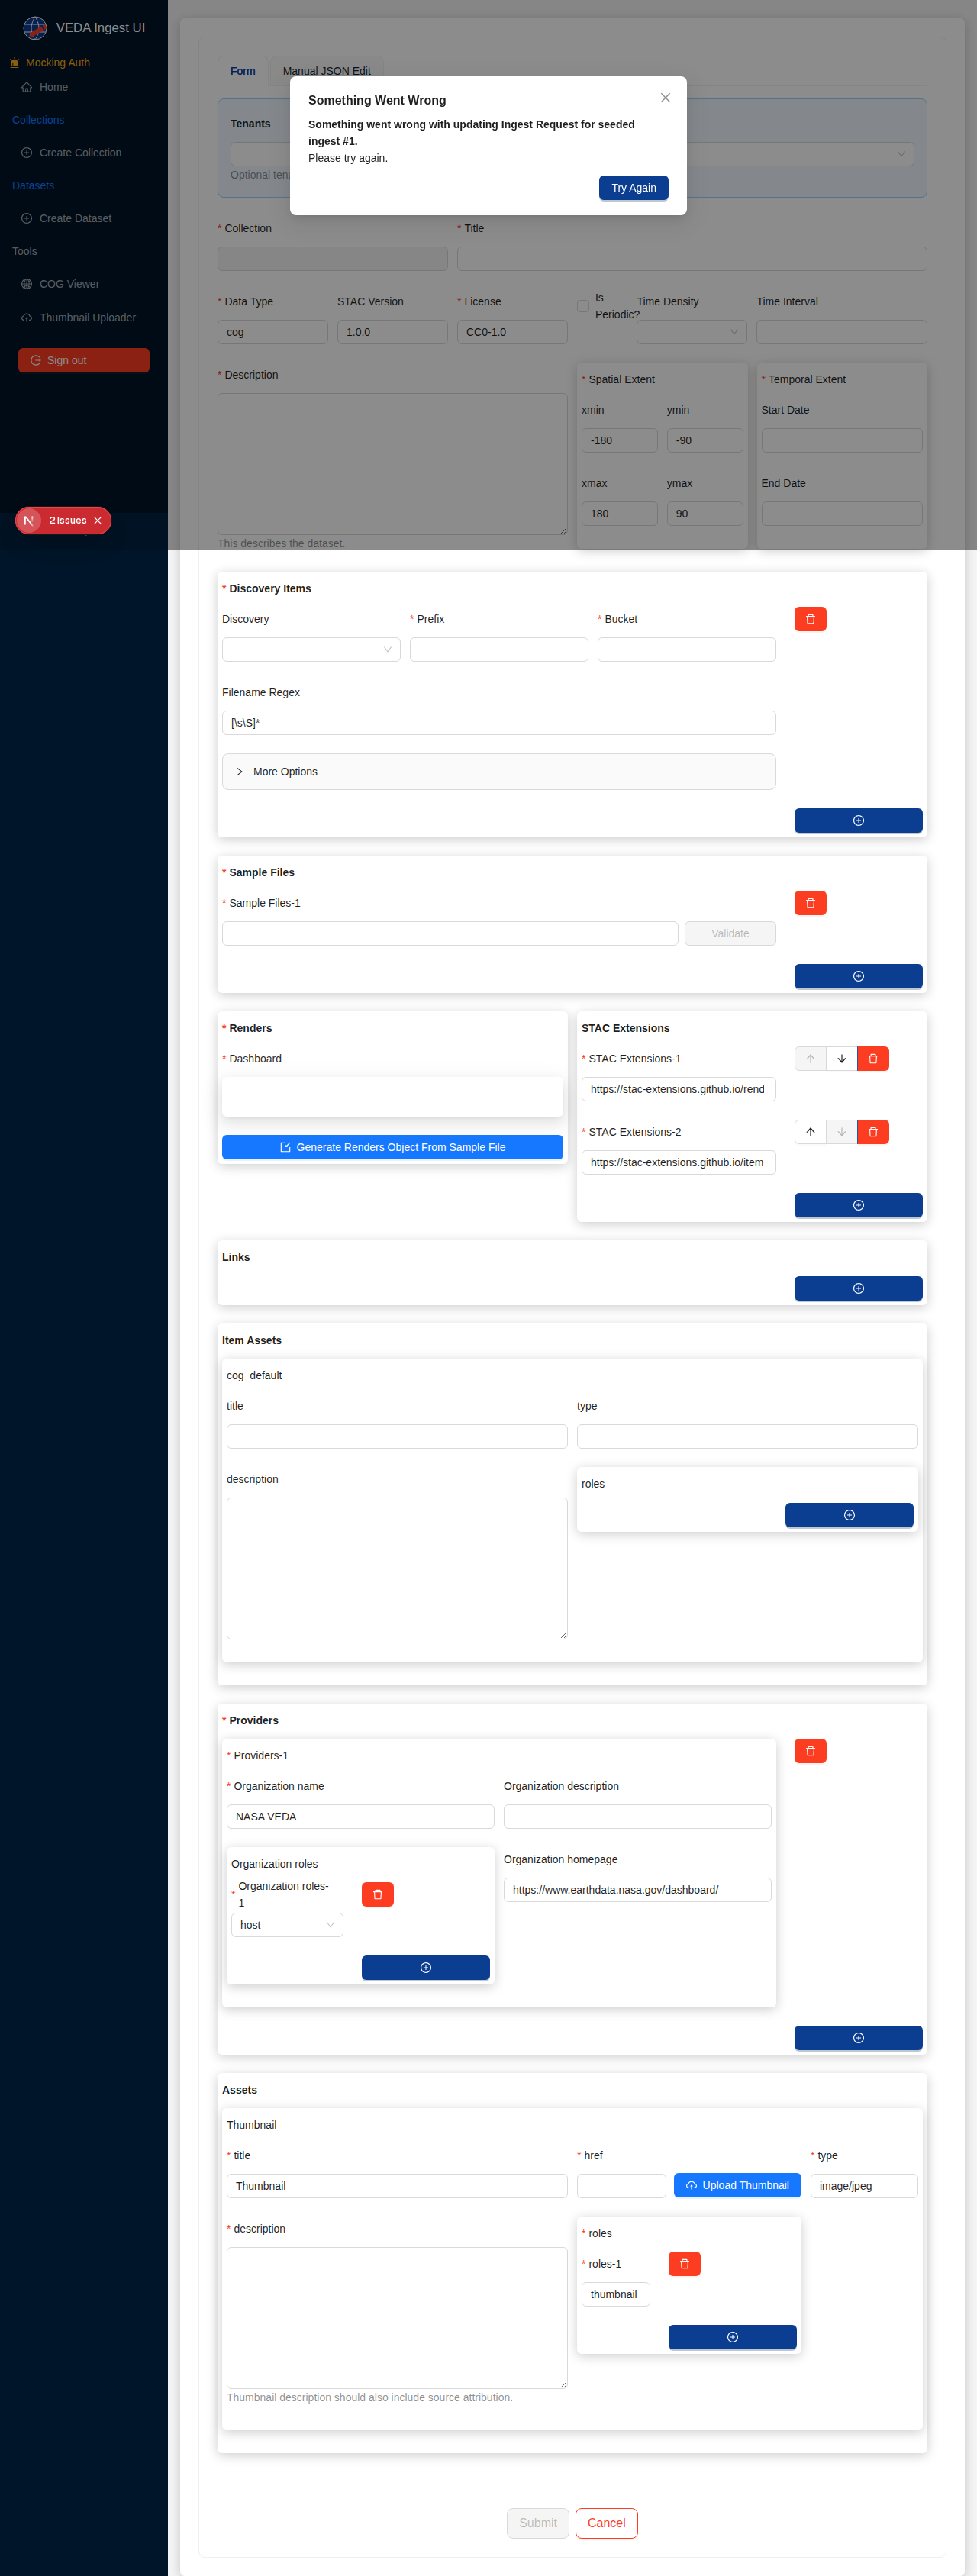 VEDA Ingest UI
Mocking Auth
Home
Collections
Create Collection
Datasets
Create Dataset
Tools
COG Viewer
Thumbnail Uploader
Sign out
2 Issues
Form
Manual JSON Edit
Something Went Wrong
Something went wrong with updating Ingest Request for seeded
ingest #1.
Please try again.
Try Again
Tenants
Optional tena
* Collection
* Title
* Data Type
STAC Version
* License
Is
Periodic?
Time Density
Time Interval
cog
1.0.0
CC0-1.0
* Description
This describes the dataset.
* Spatial Extent
xmin
ymin
-180
-90
xmax
ymax
180
90
* Temporal Extent
Start Date
End Date
* Discovery Items
Discovery
* Prefix
* Bucket
Filename Regex
[\s\S]*
More Options
* Sample Files
* Sample Files-1
Validate
* Renders
* Dashboard
Generate Renders Object From Sample File
STAC Extensions
* STAC Extensions-1
https://stac-extensions.github.io/rend
* STAC Extensions-2
https://stac-extensions.github.io/item
Links
Item Assets
cog_default
title
type
description
roles
* Providers
* Providers-1
* Organization name
Organization description
NASA VEDA
Organization roles
* Organization roles-
1
host
Organization homepage
https://www.earthdata.nasa.gov/dashboard/
Assets
Thumbnail
* title
* href
* type
Thumbnail
Upload Thumbnail
image/jpeg
* description
Thumbnail description should also include source attribution.
* roles
* roles-1
thumbnail
Submit
Cancel